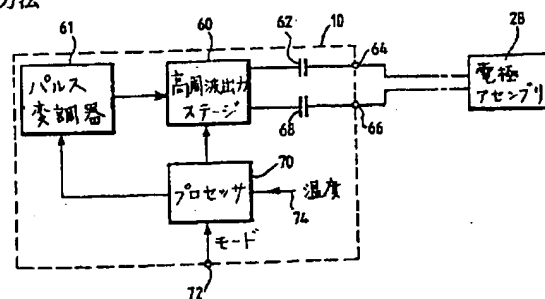 方法
61
60
62
10
64
28
パルス
変調器
高周波出力
ステージ
電極
アセンブリ
68
66
70
プロセッサ
温度
74
モード
72